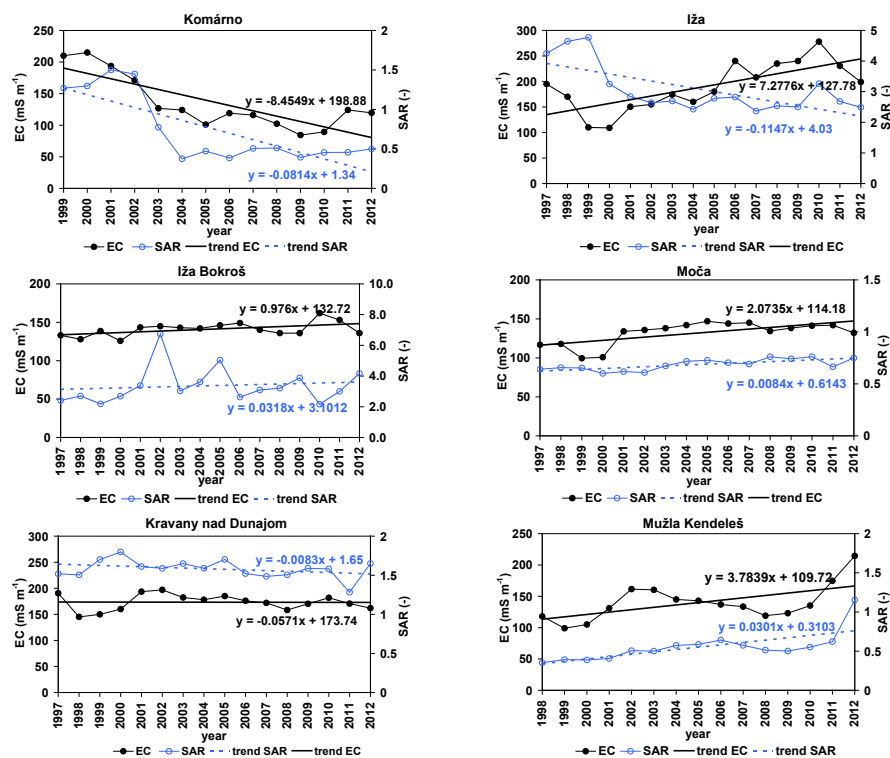 Komárno
EC (mS m⁻¹)
250
200
150
100
50
0
2
1.5
1
0.5
0
SAR (-)
y = -8.4549x + 198.88
y = -0.0814x + 1.34
1999 2000 2001 2002 2003 2004 2005 2006 2007 2008 2009 2010 2011 2012
year
EC SAR trend EC trend SAR
Iža
EC (mS m⁻¹)
300
250
200
150
100
50
0
5
4
3
2
1
0
SAR (-)
y = 7.2776x + 127.78
y = -0.1147x + 4.03
1997 1998 1999 2000 2001 2002 2003 2004 2005 2006 2007 2008 2009 2010 2011 2012
year
EC SAR trend SAR trend EC
Iža Bokroš
EC (mS m⁻¹)
200
150
100
50
0
10.0
8.0
6.0
4.0
2.0
0.0
SAR (-)
y = 0.976x + 132.72
y = 0.0318x + 3.1012
1997 1998 1999 2000 2001 2002 2003 2004 2005 2006 2007 2008 2009 2010 2011 2012
year
EC SAR trend EC trend SAR
Moča
EC (mS m⁻¹)
200
150
100
50
0
1.5
1
0.5
0
SAR (-)
y = 2.0735x + 114.18
y = 0.0084x + 0.6143
1997 1998 1999 2000 2001 2002 2003 2004 2005 2006 2007 2008 2009 2010 2011 2012
year
EC SAR trend SAR trend EC
Kravany nad Dunajom
EC (mS m⁻¹)
300
250
200
150
100
50
0
2
1.5
1
0.5
0
SAR (-)
y = -0.0083x + 1.65
y = -0.0571x + 173.74
1997 1998 1999 2000 2001 2002 2003 2004 2005 2006 2007 2008 2009 2010 2011 2012
year
EC SAR trend SAR trend EC
Mužla Kendeleš
EC (mS m⁻¹)
250
200
150
100
50
0
2
1.5
1
0.5
0
SAR (-)
y = 3.7839x + 109.72
y = 0.0301x + 0.3103
1998 1999 2000 2001 2002 2003 2004 2005 2006 2007 2008 2009 2010 2011 2012
year
EC SAR trend EC trend SAR